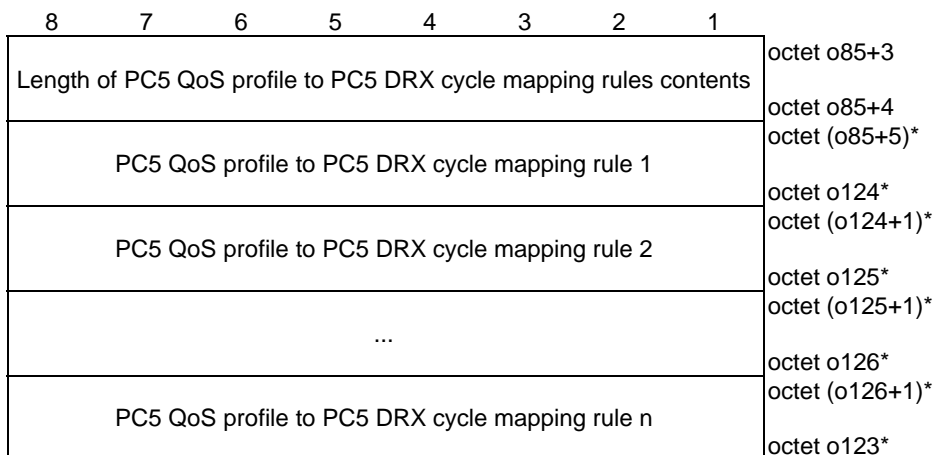 8 7 6 5 4 3 2 1
octet o85+3
Length of PC5 QoS profile to PC5 DRX cycle mapping rules contents
octet o85+4
octet (o85+5)*
PC5 QoS profile to PC5 DRX cycle mapping rule 1
octet o124*
octet (o124+1)*
PC5 QoS profile to PC5 DRX cycle mapping rule 2
octet o125*
octet (o125+1)*
...
octet o126*
octet (o126+1)*
PC5 QoS profile to PC5 DRX cycle mapping rule n
octet o123*